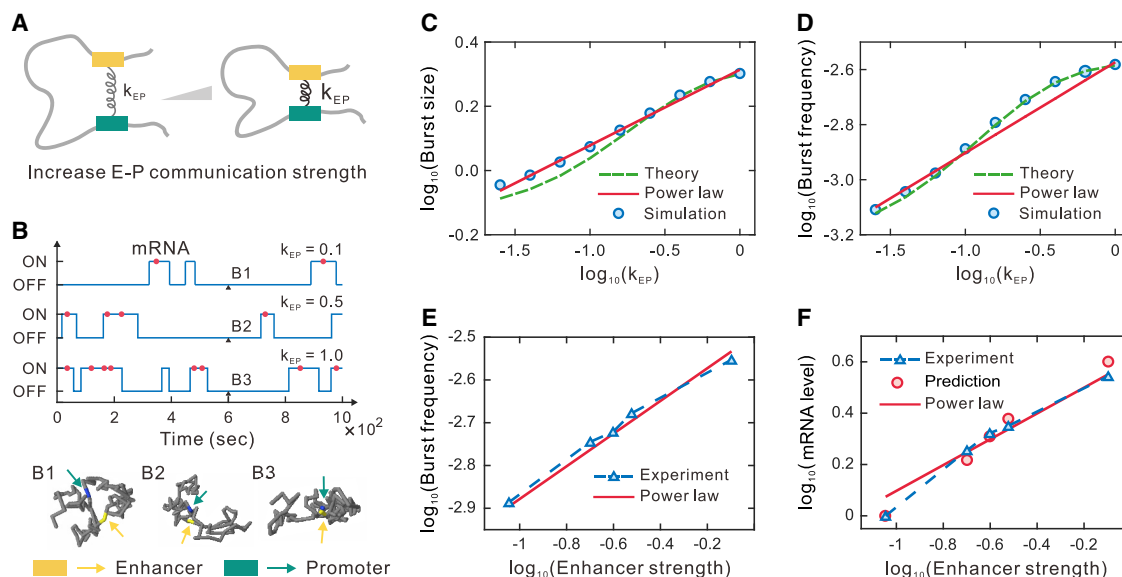 A
k_EP
k_EP
Increase E-P communication strength
B
mRNA
k_EP = 0.1
ON
OFF
B1
k_EP = 0.5
ON
OFF
B2
k_EP = 1.0
ON
OFF
B3
0 2 4 6 8 10
Time (sec) ×10²
B1 B2 B3
Enhancer Promoter
C
log₁₀(Burst size)
0.4
0.2
0.0
-0.2
Theory
Power law
Simulation
-1.5 -1.0 -0.5 0
log₁₀(k_EP)
D
log₁₀(Burst frequency)
-2.6
-2.8
-3.0
-3.2
Theory
Power law
Simulation
-1.5 -1.0 -0.5 0
log₁₀(k_EP)
E
log₁₀(Burst frequency)
-2.5
-2.6
-2.7
-2.8
-2.9
Experiment
Power law
-1 -0.8 -0.6 -0.4 -0.2
log₁₀(Enhancer strength)
F
log₁₀(mRNA level)
0.6
0.4
0.2
0
Experiment
Prediction
Power law
-1 -0.8 -0.6 -0.4 -0.2
log₁₀(Enhancer strength)